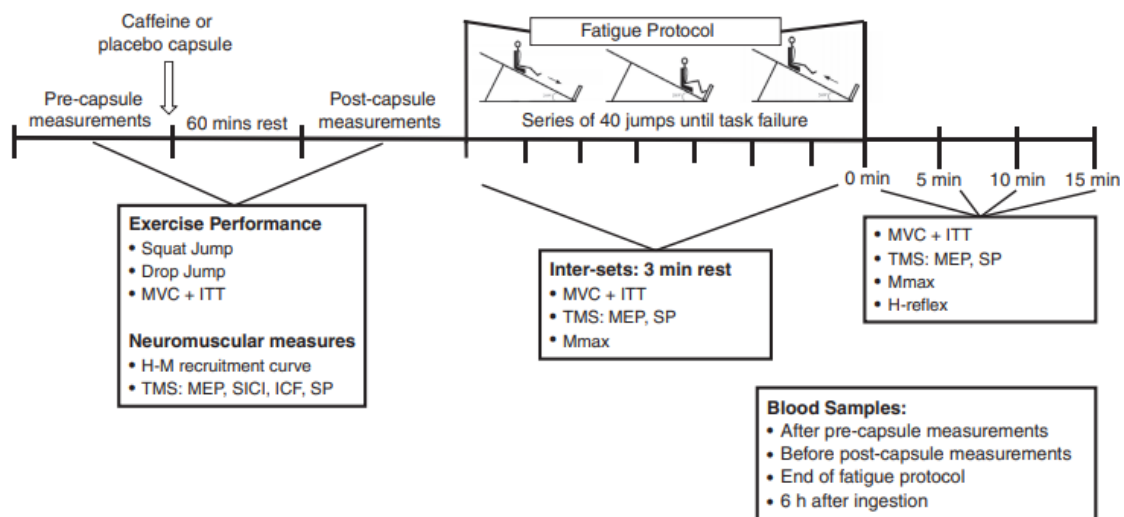 Caffeine or
placebo capsule
Fatigue Protocol
Pre-capsule
measurements
60 mins rest
Post-capsule
measurements
Series of 40 jumps until task failure
0 min
5 min
10 min
15 min
Exercise Performance
• Squat Jump
• Drop Jump
• MVC + ITT
Neuromuscular measures
• H-M recruitment curve
• TMS: MEP, SICI, ICF, SP
Inter-sets: 3 min rest
• MVC + ITT
• TMS: MEP, SP
• Mmax
• MVC + ITT
• TMS: MEP, SP
• Mmax
• H-reflex
Blood Samples:
• After pre-capsule measurements
• Before post-capsule measurements
• End of fatigue protocol
• 6 h after ingestion